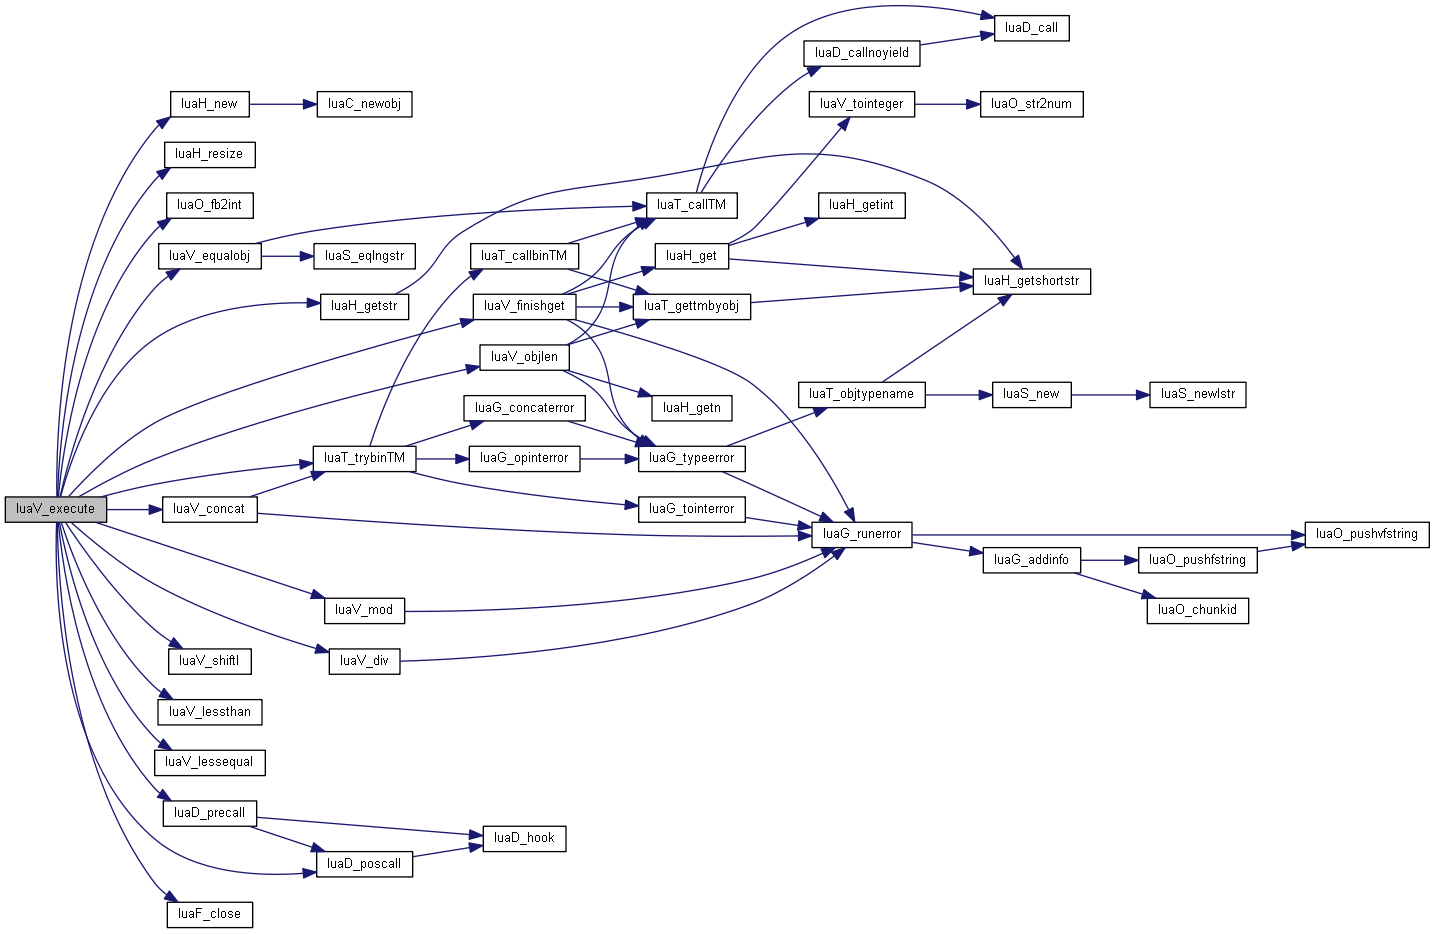 luaD_call
luaD_callnoyield
luaH_new
luaC_newobj
luaV_tointeger
luaO_str2num
luaH_resize
luaO_fb2int
luaT_callTM
luaH_getint
luaV_equalobj
luaS_eqlngstr
luaT_callbinTM
luaH_get
luaH_getshortstr
luaH_getstr
luaV_finishget
luaT_gettmbyobj
luaV_objlen
luaT_objtypename
luaS_new
luaS_newlstr
luaG_concaterror
luaH_getn
luaT_trybinTM
luaG_opinterror
luaG_typeerror
luaV_execute
luaV_concat
luaG_tointerror
luaG_runerror
luaO_pushvfstring
luaG_addinfo
luaO_pushfstring
luaV_mod
luaO_chunkid
luaV_shiftl
luaV_div
luaV_lessthan
luaV_lessequal
luaD_precall
luaD_hook
luaD_poscall
luaF_close